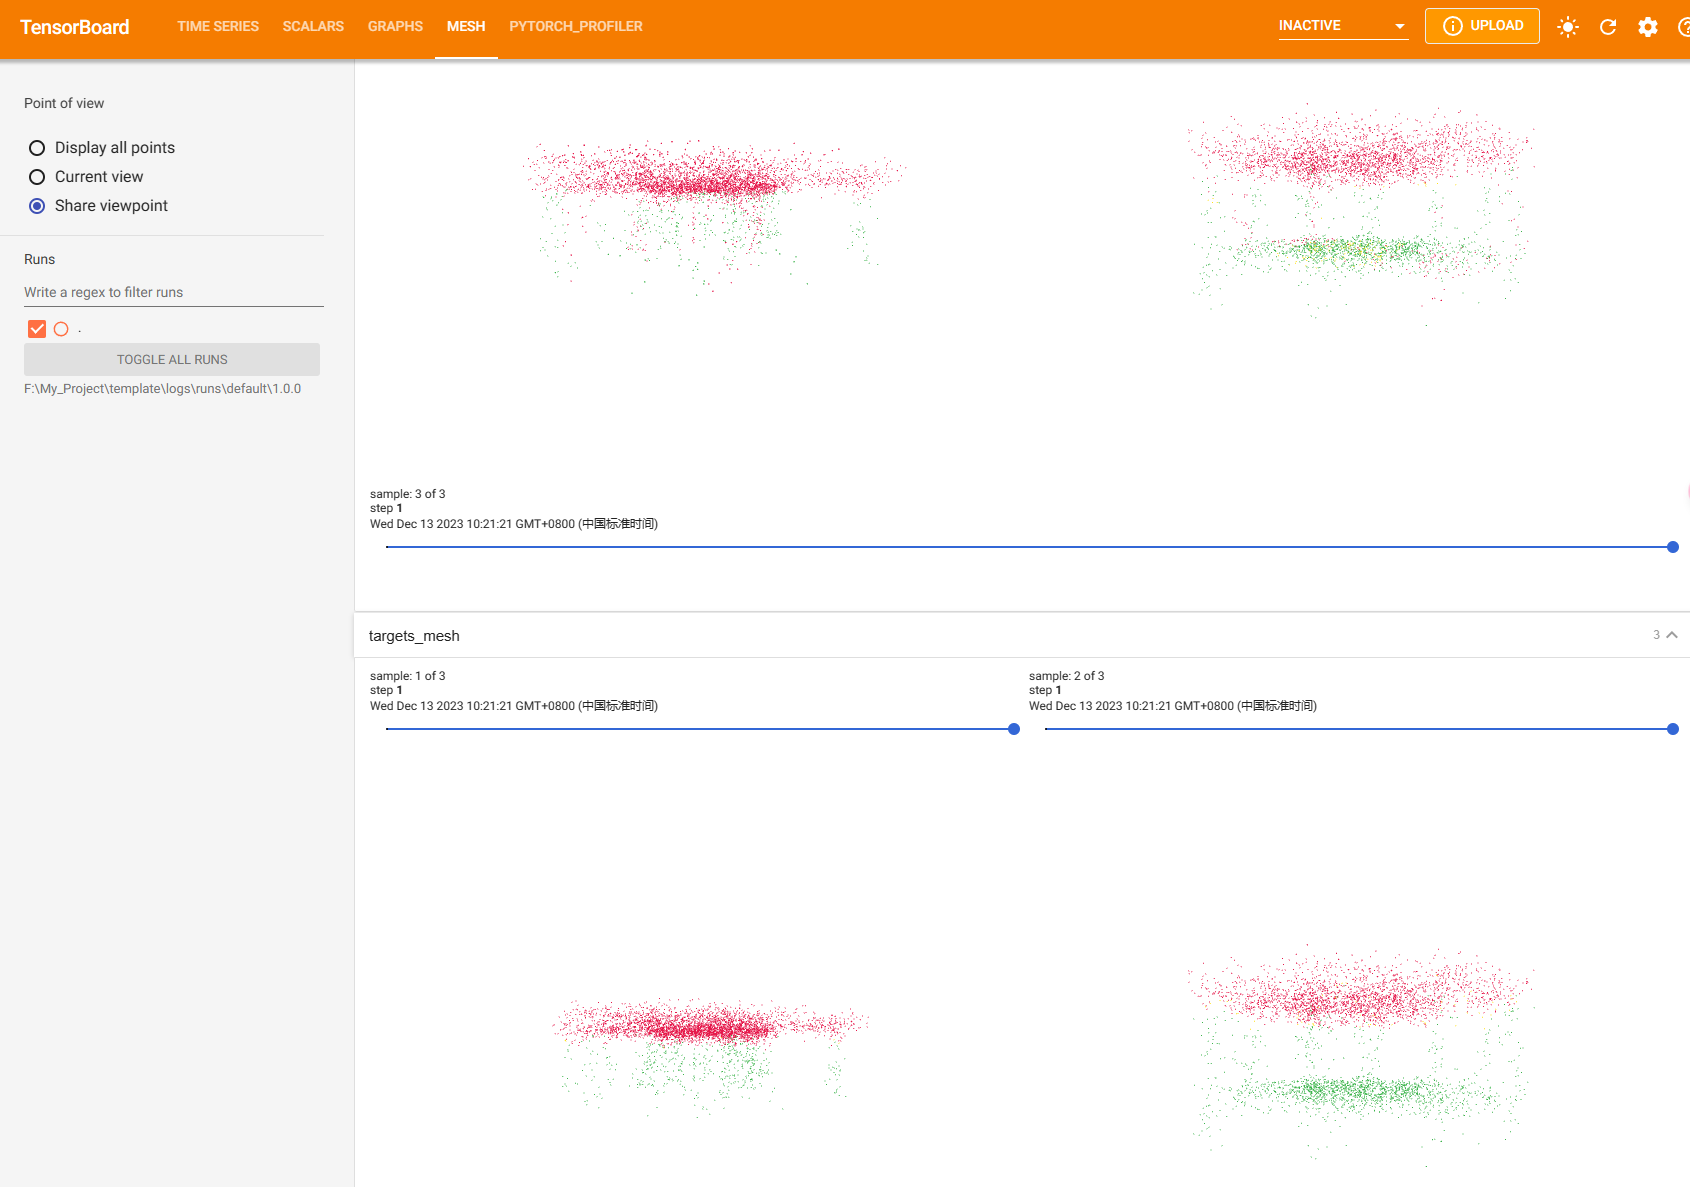 TensorBoard
TIME SERIES
SCALARS
GRAPHS
MESH
PYTORCH_PROFILER
INACTIVE
UPLOAD
Point of view
Display all points
Current view
Share viewpoint
Runs
Write a regex to filter runs
.
TOGGLE ALL RUNS
F:\My_Project\template\logs\runs\default\1.0.0
sample: 3 of 3
step 1
Wed Dec 13 2023 10:21:21 GMT+0800 (中国标准时间)
targets_mesh
3
sample: 1 of 3
step 1
Wed Dec 13 2023 10:21:21 GMT+0800 (中国标准时间)
sample: 2 of 3
step 1
Wed Dec 13 2023 10:21:21 GMT+0800 (中国标准时间)